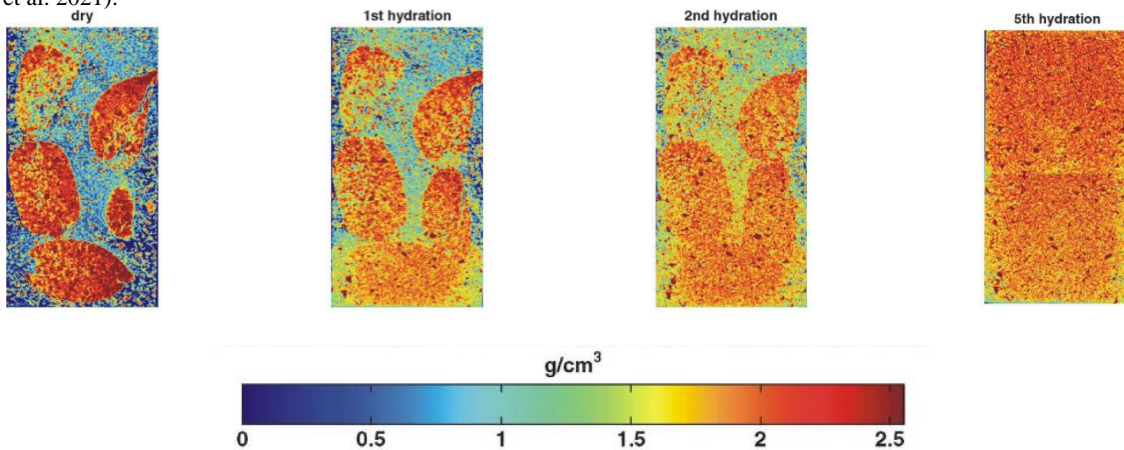 et al. 2021).
dry
1st hydration
2nd hydration
5th hydration
g/cm³
0 0.5 1 1.5 2 2.5